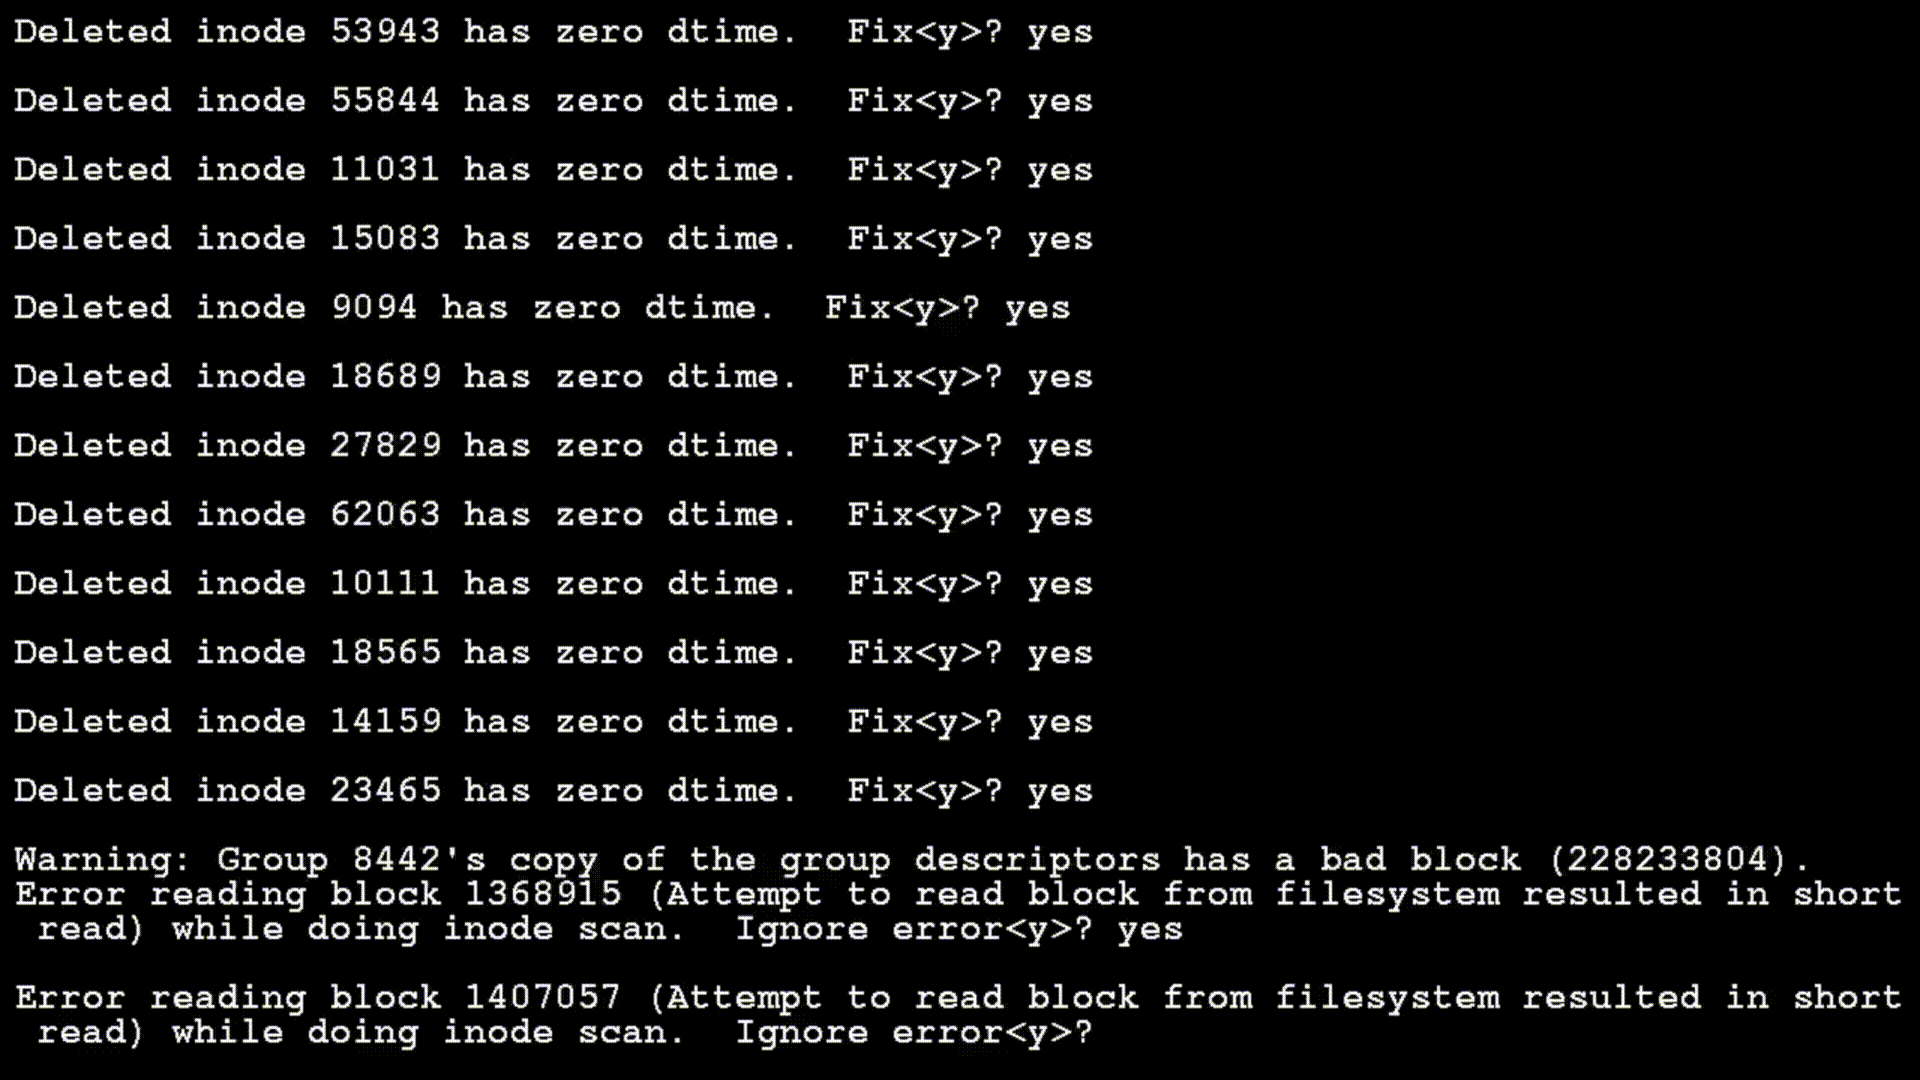 Deleted inode 53943 has zero dtime.  Fix<y>? yes
Deleted inode 55844 has zero dtime.  Fix<y>? yes
Deleted inode 11031 has zero dtime.  Fix<y>? yes
Deleted inode 15083 has zero dtime.  Fix<y>? yes
Deleted inode 9094 has zero dtime.  Fix<y>? yes
Deleted inode 18689 has zero dtime.  Fix<y>? yes
Deleted inode 27829 has zero dtime.  Fix<y>? yes
Deleted inode 62063 has zero dtime.  Fix<y>? yes
Deleted inode 10111 has zero dtime.  Fix<y>? yes
Deleted inode 18565 has zero dtime.  Fix<y>? yes
Deleted inode 14159 has zero dtime.  Fix<y>? yes
Deleted inode 23465 has zero dtime.  Fix<y>? yes
Warning: Group 8442's copy of the group descriptors has a bad block (228233804).
Error reading block 1368915 (Attempt to read block from filesystem resulted in short
 read) while doing inode scan.  Ignore error<y>? yes
Error reading block 1407057 (Attempt to read block from filesystem resulted in short
 read) while doing inode scan.  Ignore error<y>?